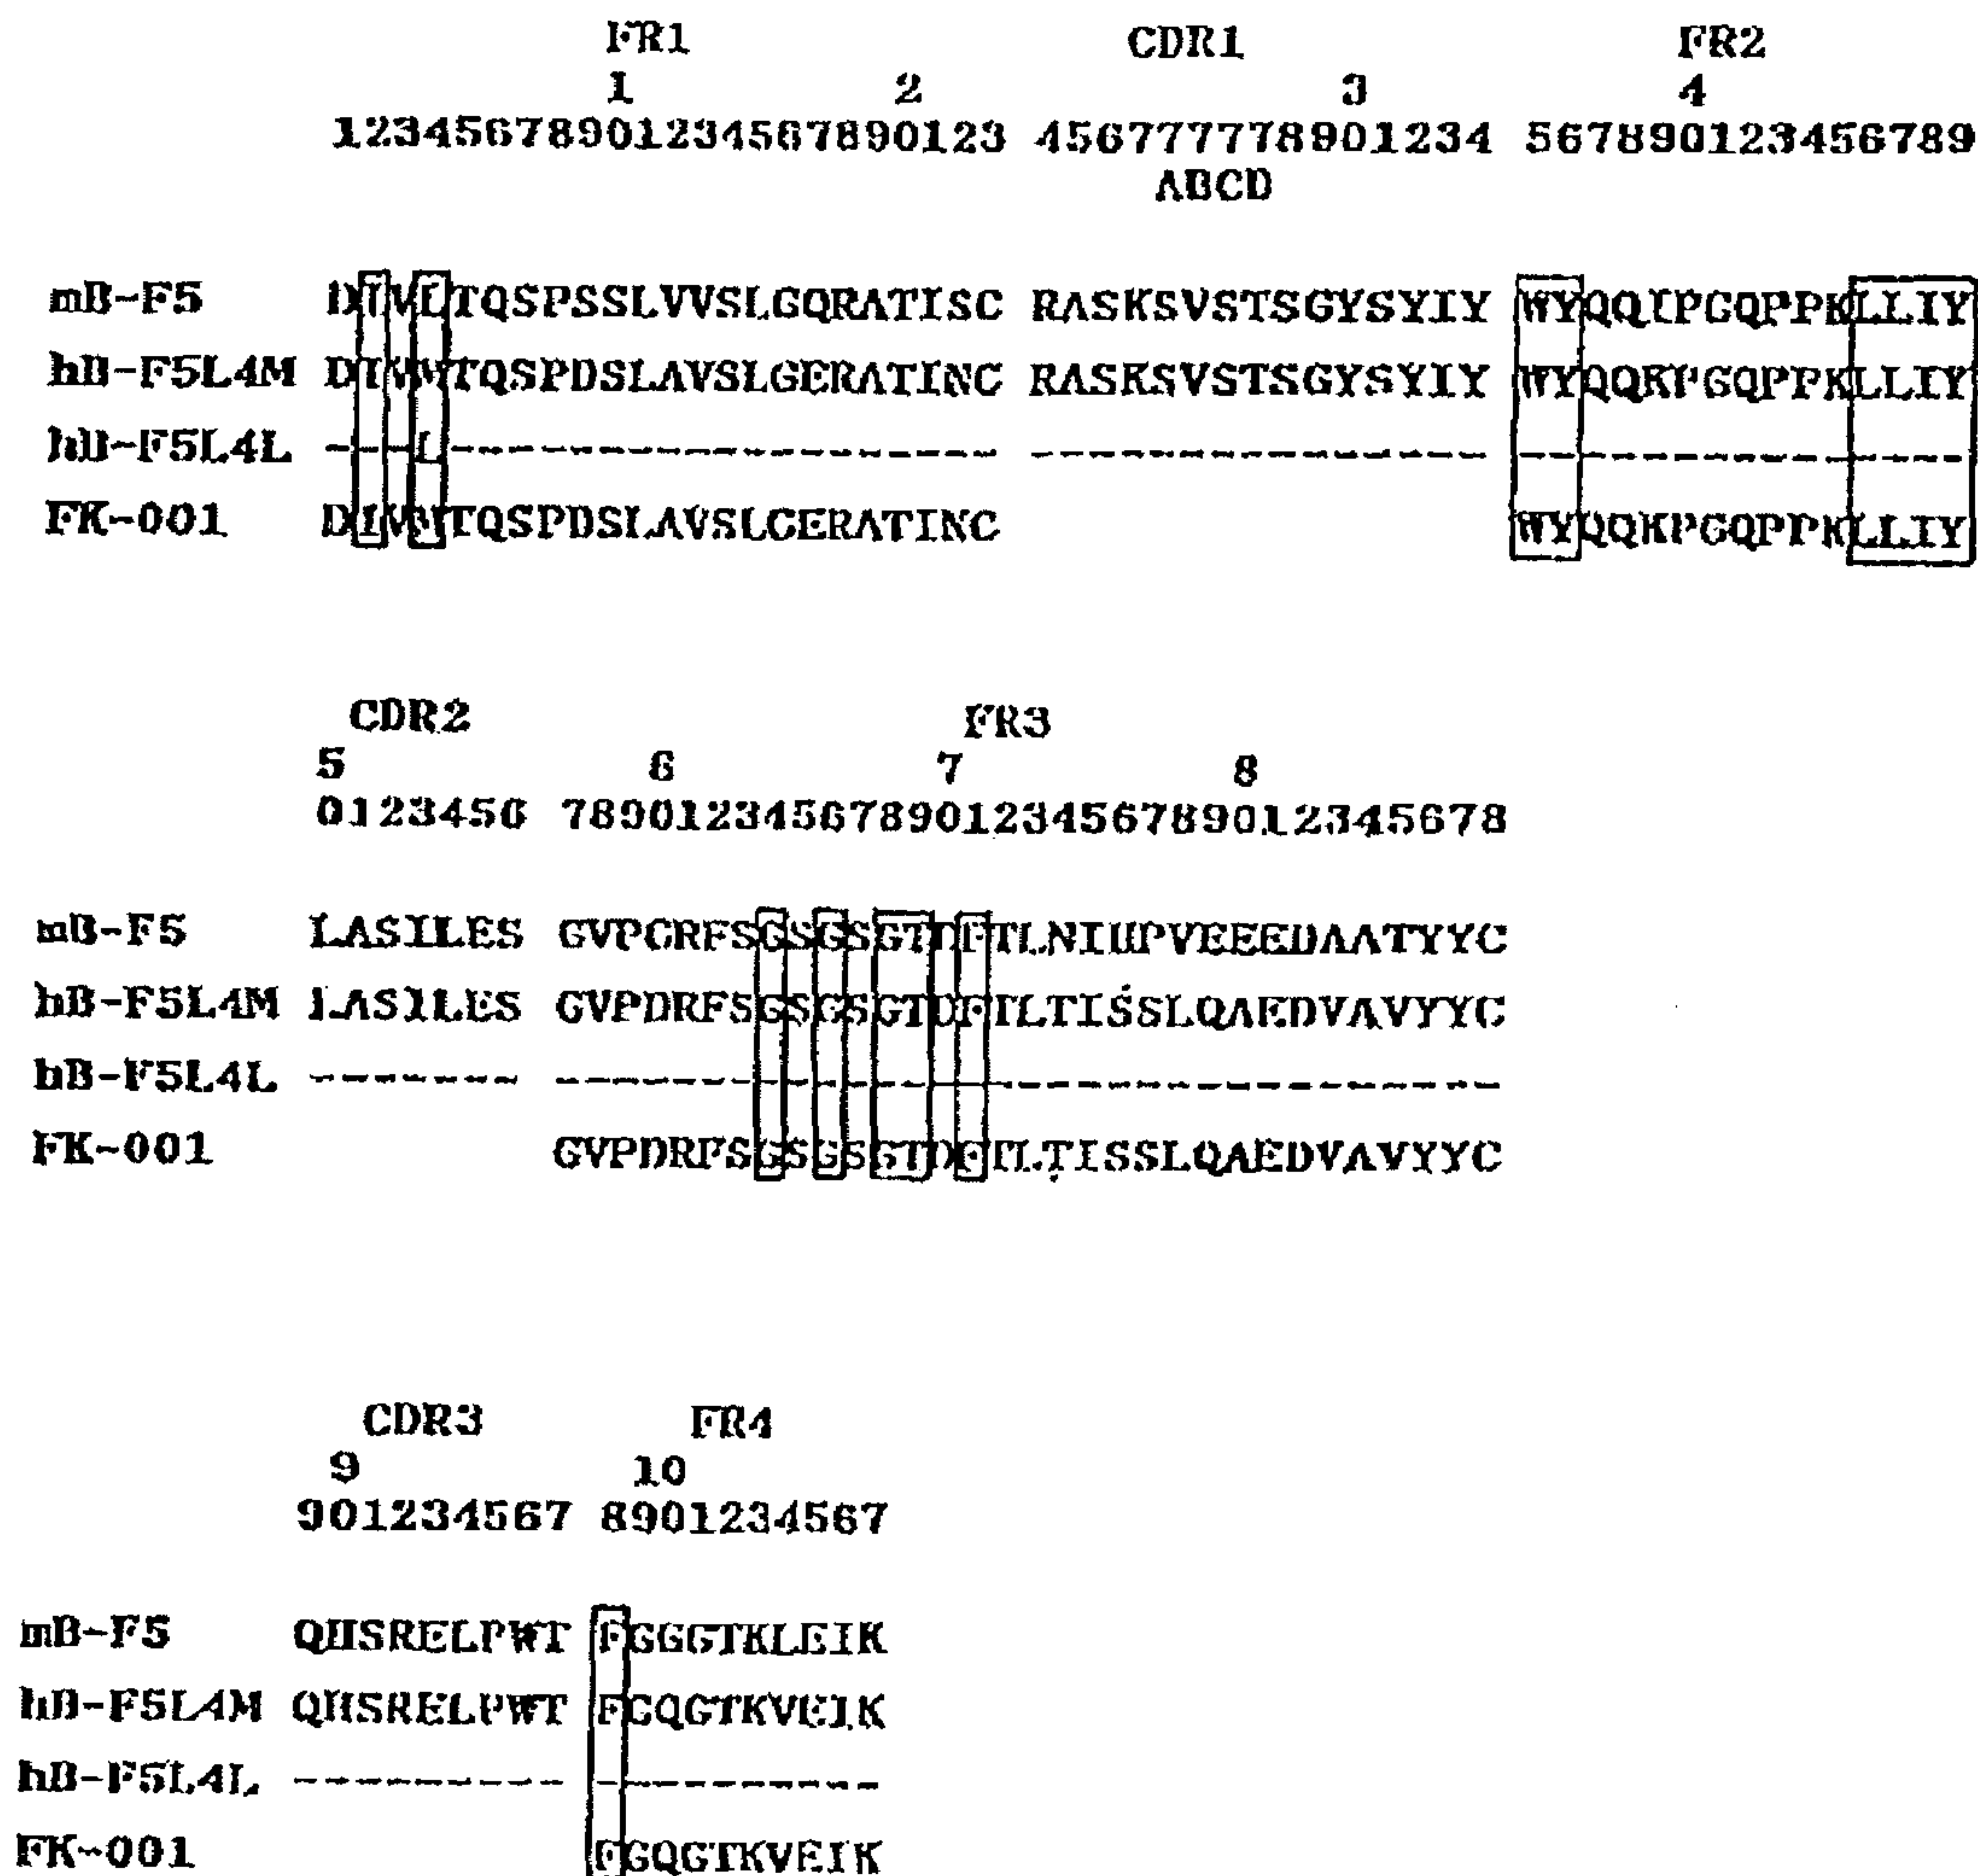 FR1 CDR1 FR2
1 2 3 4
12345678901234567890123 456777778901234 567890123456789
ABCD
mB-F5 DIVLTQSPSSLVVSLGQRATISC RASKSVSTSGYSYIY WYQQIPGQPPKLLIY
hB-F5L4M DIVMTQSPDSLAVSLGERATINC RASKSVSTSGYSYIY WYQQKPGQPPKLLIY
hB-F5L4L ---L------------------- --------------- ---------------
FK-001 DIVMTQSPDSLAVSLGERATINC WYQQKPGQPPKLLIY
CDR2 FR3
5 6 7 8
0123456 78901234567890123456789012345678
mB-F5 LASILES GVPGRFSGSGSGTDFTLNIHPVEEEDAATYYC
hB-F5L4M LASILES GVPDRFSGSGSGTDFTLTISSLQAEDVAVYYC
hB-F5L4L ------- --------------------------------
FK-001 GVPDRFSGSGSGTDFTLTISSLQAEDVAVYYC
CDR3 FR4
9 10
901234567 8901234567
mB-F5 QHSRELPWT FGGGTKLEIK
hB-F5L4M QHSRELPWT FGQGTKVEIK
hB-F5L4L --------- ----------
FK-001 FGQGTKVEIK